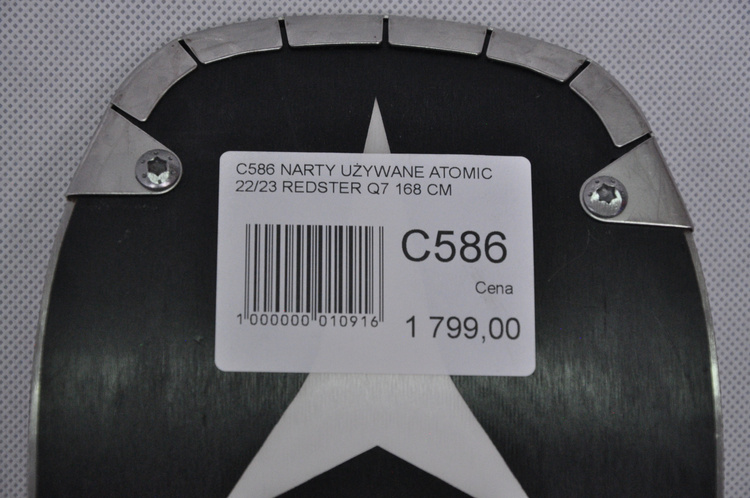 C586 NARTY UŻYWANE ATOMIC
22/23 REDSTER Q7 168 CM
C586
Cena
1 000000 010916
1 799,00